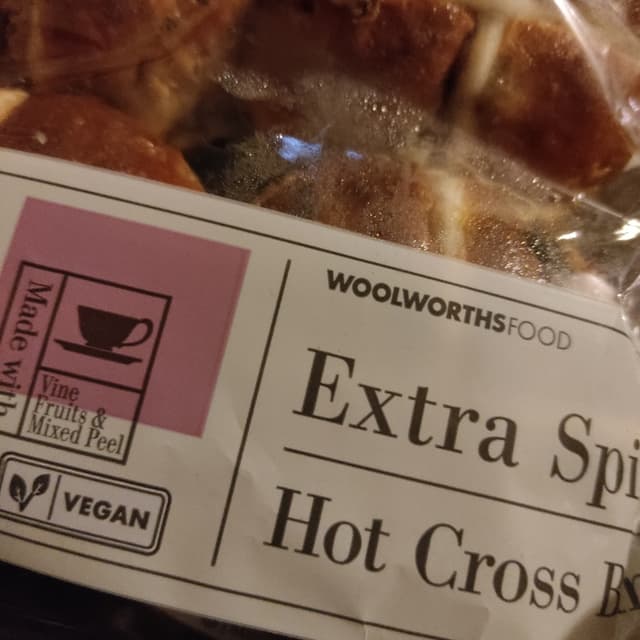 WOOLWORTHSFOOD
Extra Spi
Hot Cross
Made with
Vine
Fruits &
Mixed Peel
VEGAN